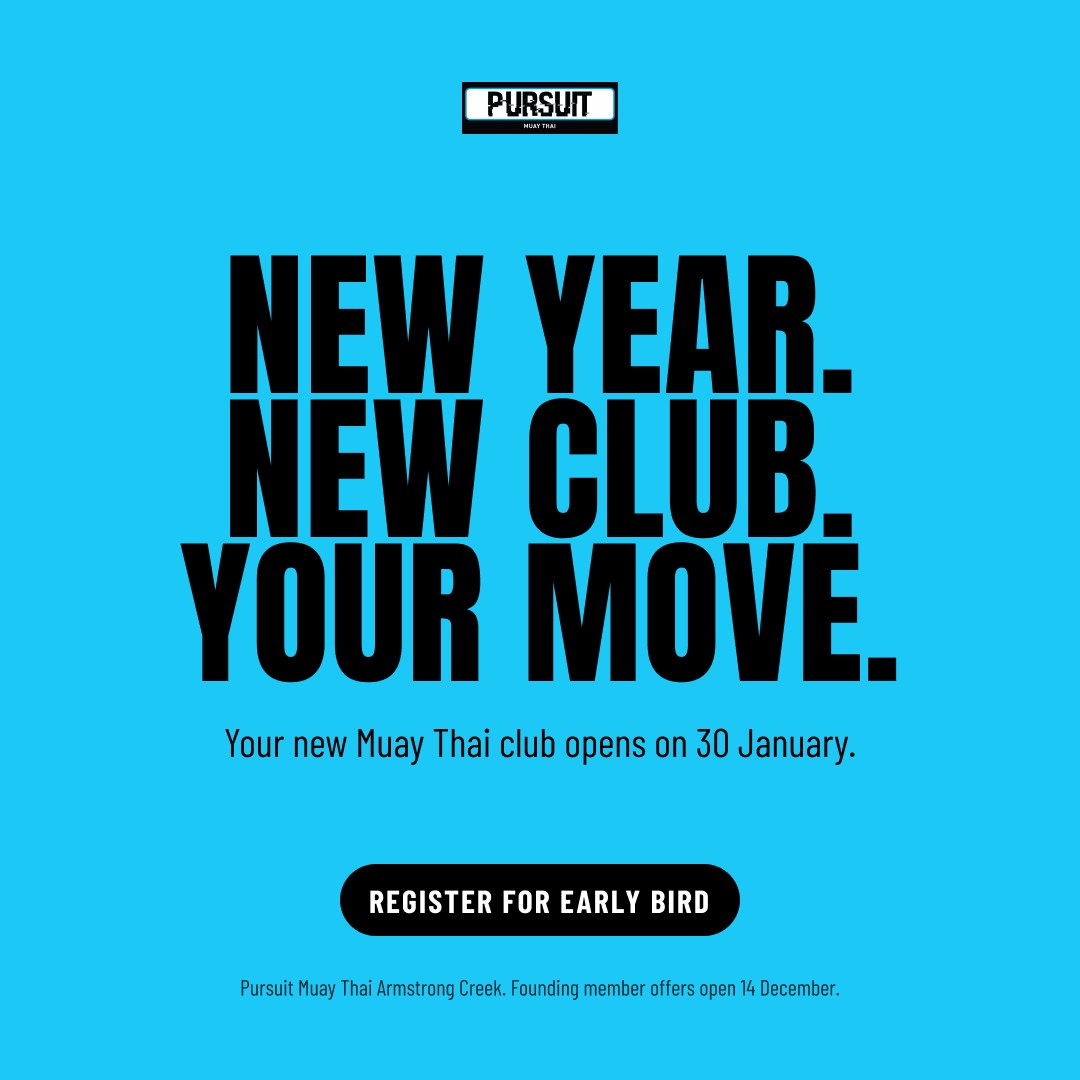 PURSUIT
MUAY THAI
NEW YEAR.
NEW CLUB.
YOUR MOVE.
Your new Muay Thai club opens on 30 January.
REGISTER FOR EARLY BIRD
Pursuit Muay Thai Armstrong Creek. Founding member offers open 14 December.